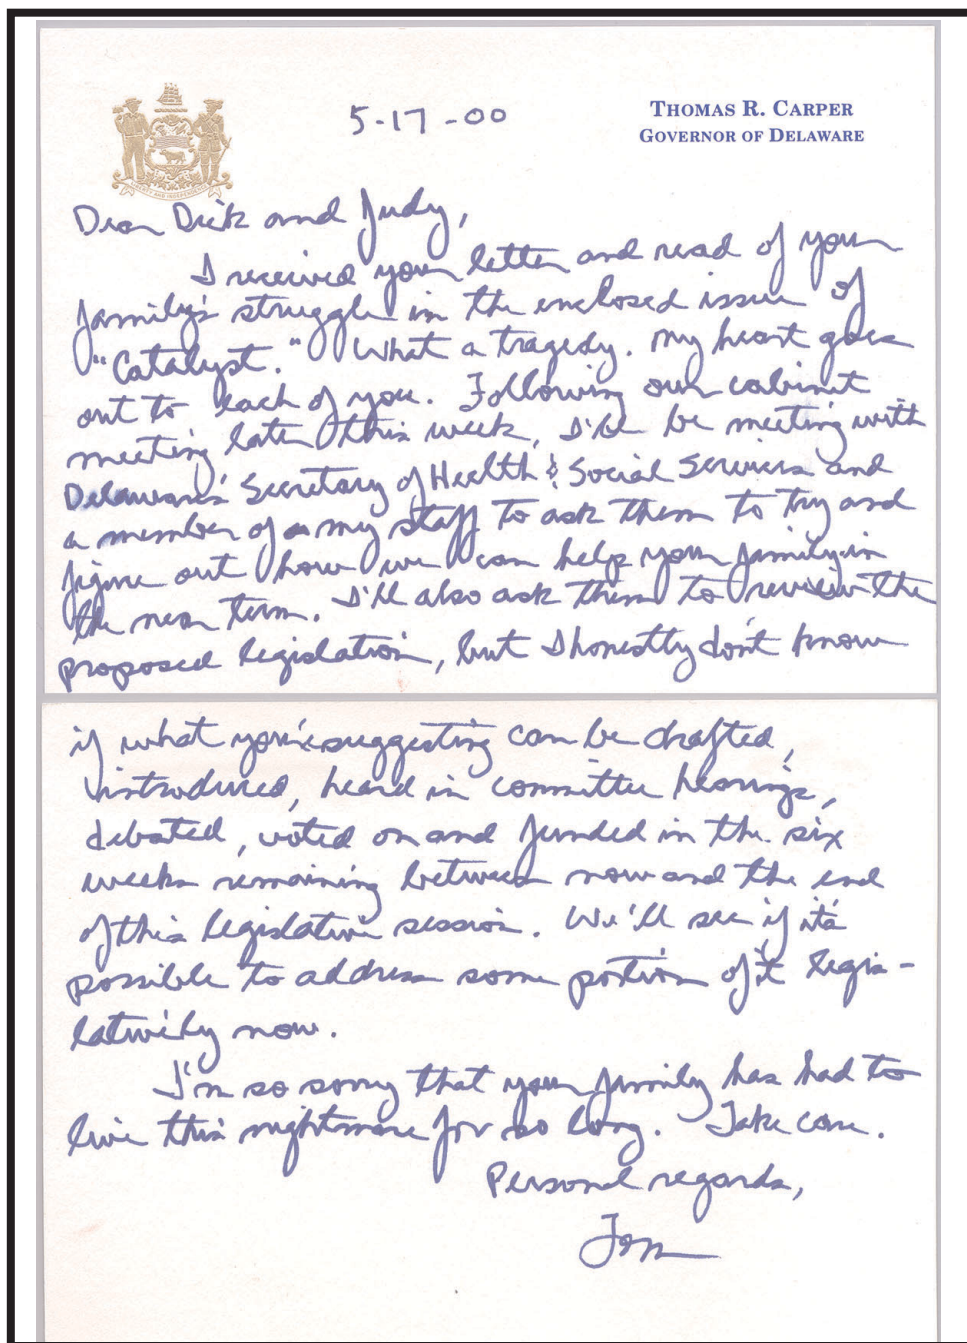 5-17-00
THOMAS R. CARPER
GOVERNOR OF DELAWARE
LIBERTY AND INDEPENDENCE
Dear Dick and Judy,
I received your letter and read of your
family's struggle in the enclosed issue of
"Catalyst." What a tragedy. My heart goes
out to each of you. Following our cabinet
meeting later this week, I'll be meeting with
Delaware's Secretary of Health & Social Services and
a member of my staff to ask them to try and
figure out how we can help your family in
the near term. I'll also ask them to review the
proposed legislation, but I honestly don't know
if what you're suggesting can be drafted,
introduced, heard in committee hearings,
debated, voted on and funded in the six
weeks remaining between now and the end
of this legislative session. We'll see if it's
possible to address some portion of it legis-
latively now.
I'm so sorry that your family has had to
live this nightmare for so long. Take care.
Personal regards,
Tom